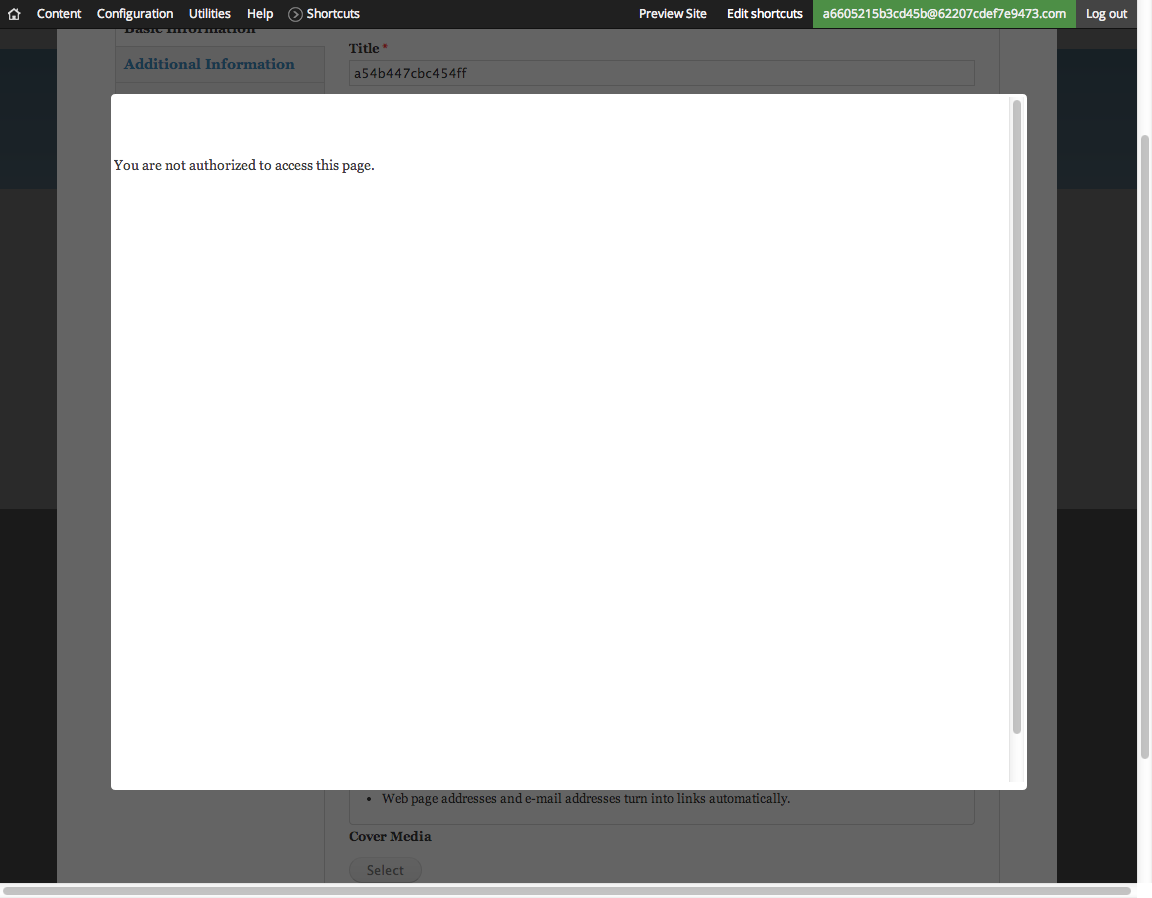 Content Configuration Utilities Help Shortcuts Preview Site Edit shortcuts a6605215b3cd45b@62207cdef7e9473.com Log out
Basic Information
Additional Information
Title *
a54b447cbc454ff
You are not authorized to access this page.
• Web page addresses and e-mail addresses turn into links automatically.
Cover Media
Select